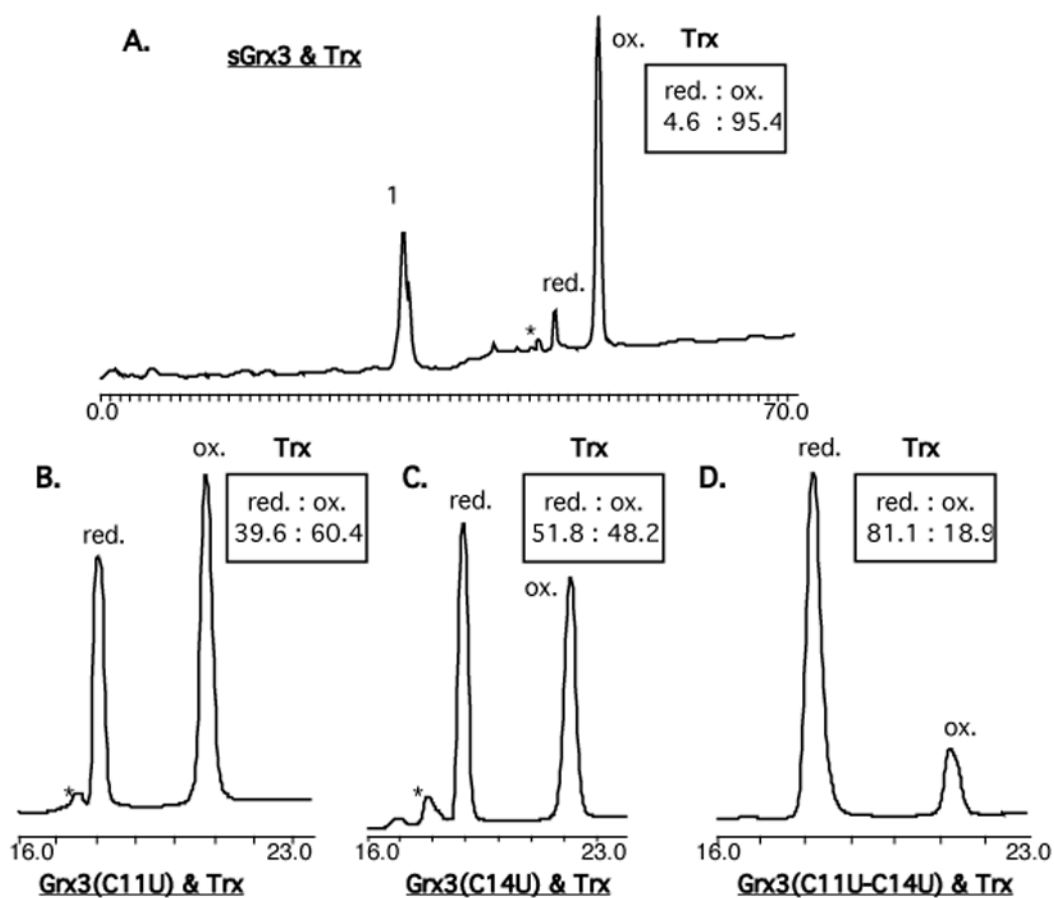 A.
sGrx3 & Trx
ox. Trx
red. : ox.
4.6 : 95.4
1
red.
*
0.0 70.0
B.
ox. Trx
red. : ox.
39.6 : 60.4
red.
*
16.0 23.0
Grx3(C11U) & Trx
C.
Trx
red.
red. : ox.
51.8 : 48.2
ox.
*
16.0 23.0
Grx3(C14U) & Trx
D.
red. Trx
red. : ox.
81.1 : 18.9
ox.
16.0 23.0
Grx3(C11U-C14U) & Trx